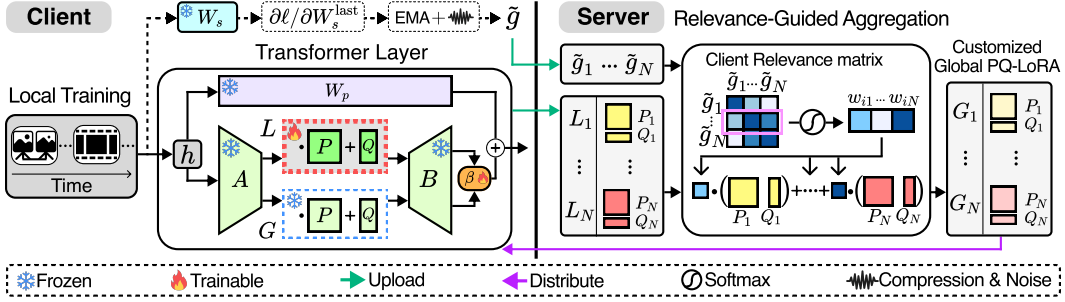 Client
W_s
∂ℓ/∂W_s^last
EMA +
g̃
Server
Relevance-Guided Aggregation
Local Training
Time
Transformer Layer
W_p
h
L
A
· P + Q
B
β
+
G
· P + Q
g̃_1 ... g̃_N
L_1 P_1 Q_1
⋮ ⋮
L_N P_N Q_N
Client Relevance matrix
g̃_1 ... g̃_N
g̃_1
⋮
g̃_N
w_i1 ... w_iN
·( P_1 Q_1 )+···+ ·( P_N Q_N )
Customized
Global PQ-LoRA
G_1 P_1 Q_1
⋮ ⋮
G_N P_N Q_N
Frozen Trainable Upload Distribute Softmax Compression & Noise